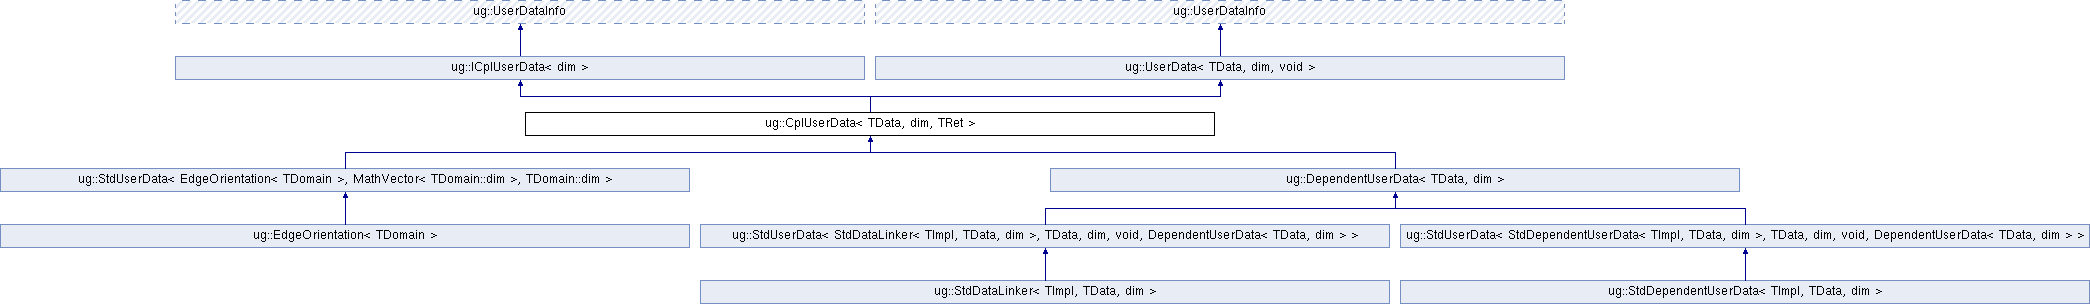 ug::UserDataInfo
ug::UserDataInfo
ug::ICplUserData< dim >
ug::UserData< TData, dim, void >
ug::CplUserData< TData, dim, TRet >
ug::StdUserData< EdgeOrientation< TDomain >, MathVector< TDomain::dim >, TDomain::dim >
ug::DependentUserData< TData, dim >
ug::EdgeOrientation< TDomain >
ug::StdUserData< StdDataLinker< TImpl, TData, dim >, TData, dim, void, DependentUserData< TData, dim > >
ug::StdUserData< StdDependentUserData< TImpl, TData, dim >, TData, dim, void, DependentUserData< TData, dim > >
ug::StdDataLinker< TImpl, TData, dim >
ug::StdDependentUserData< TImpl, TData, dim >